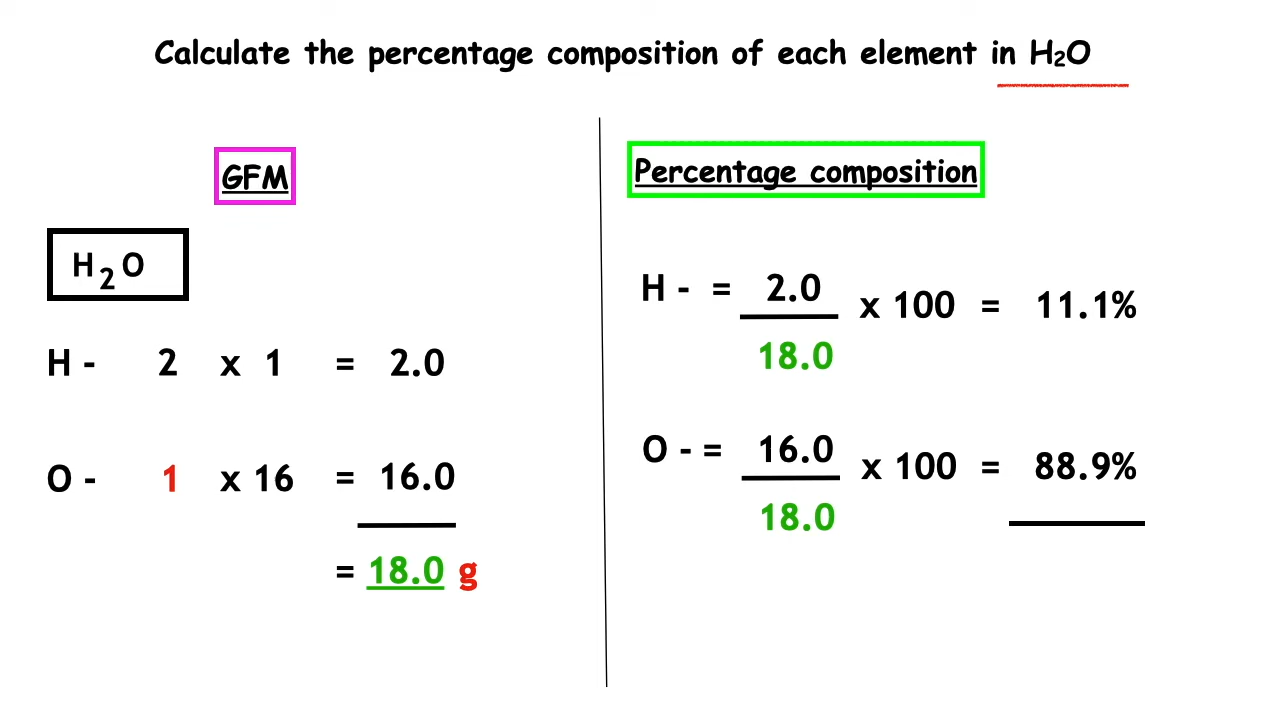 Calculate the percentage composition of each element in H₂O
GFM
H₂O
H - 2 x 1 = 2.0
O - 1 x 16 = 16.0
= 18.0 g
Percentage composition
H - = 2.0 x 100 = 11.1%
18.0
O - = 16.0 x 100 = 88.9%
18.0